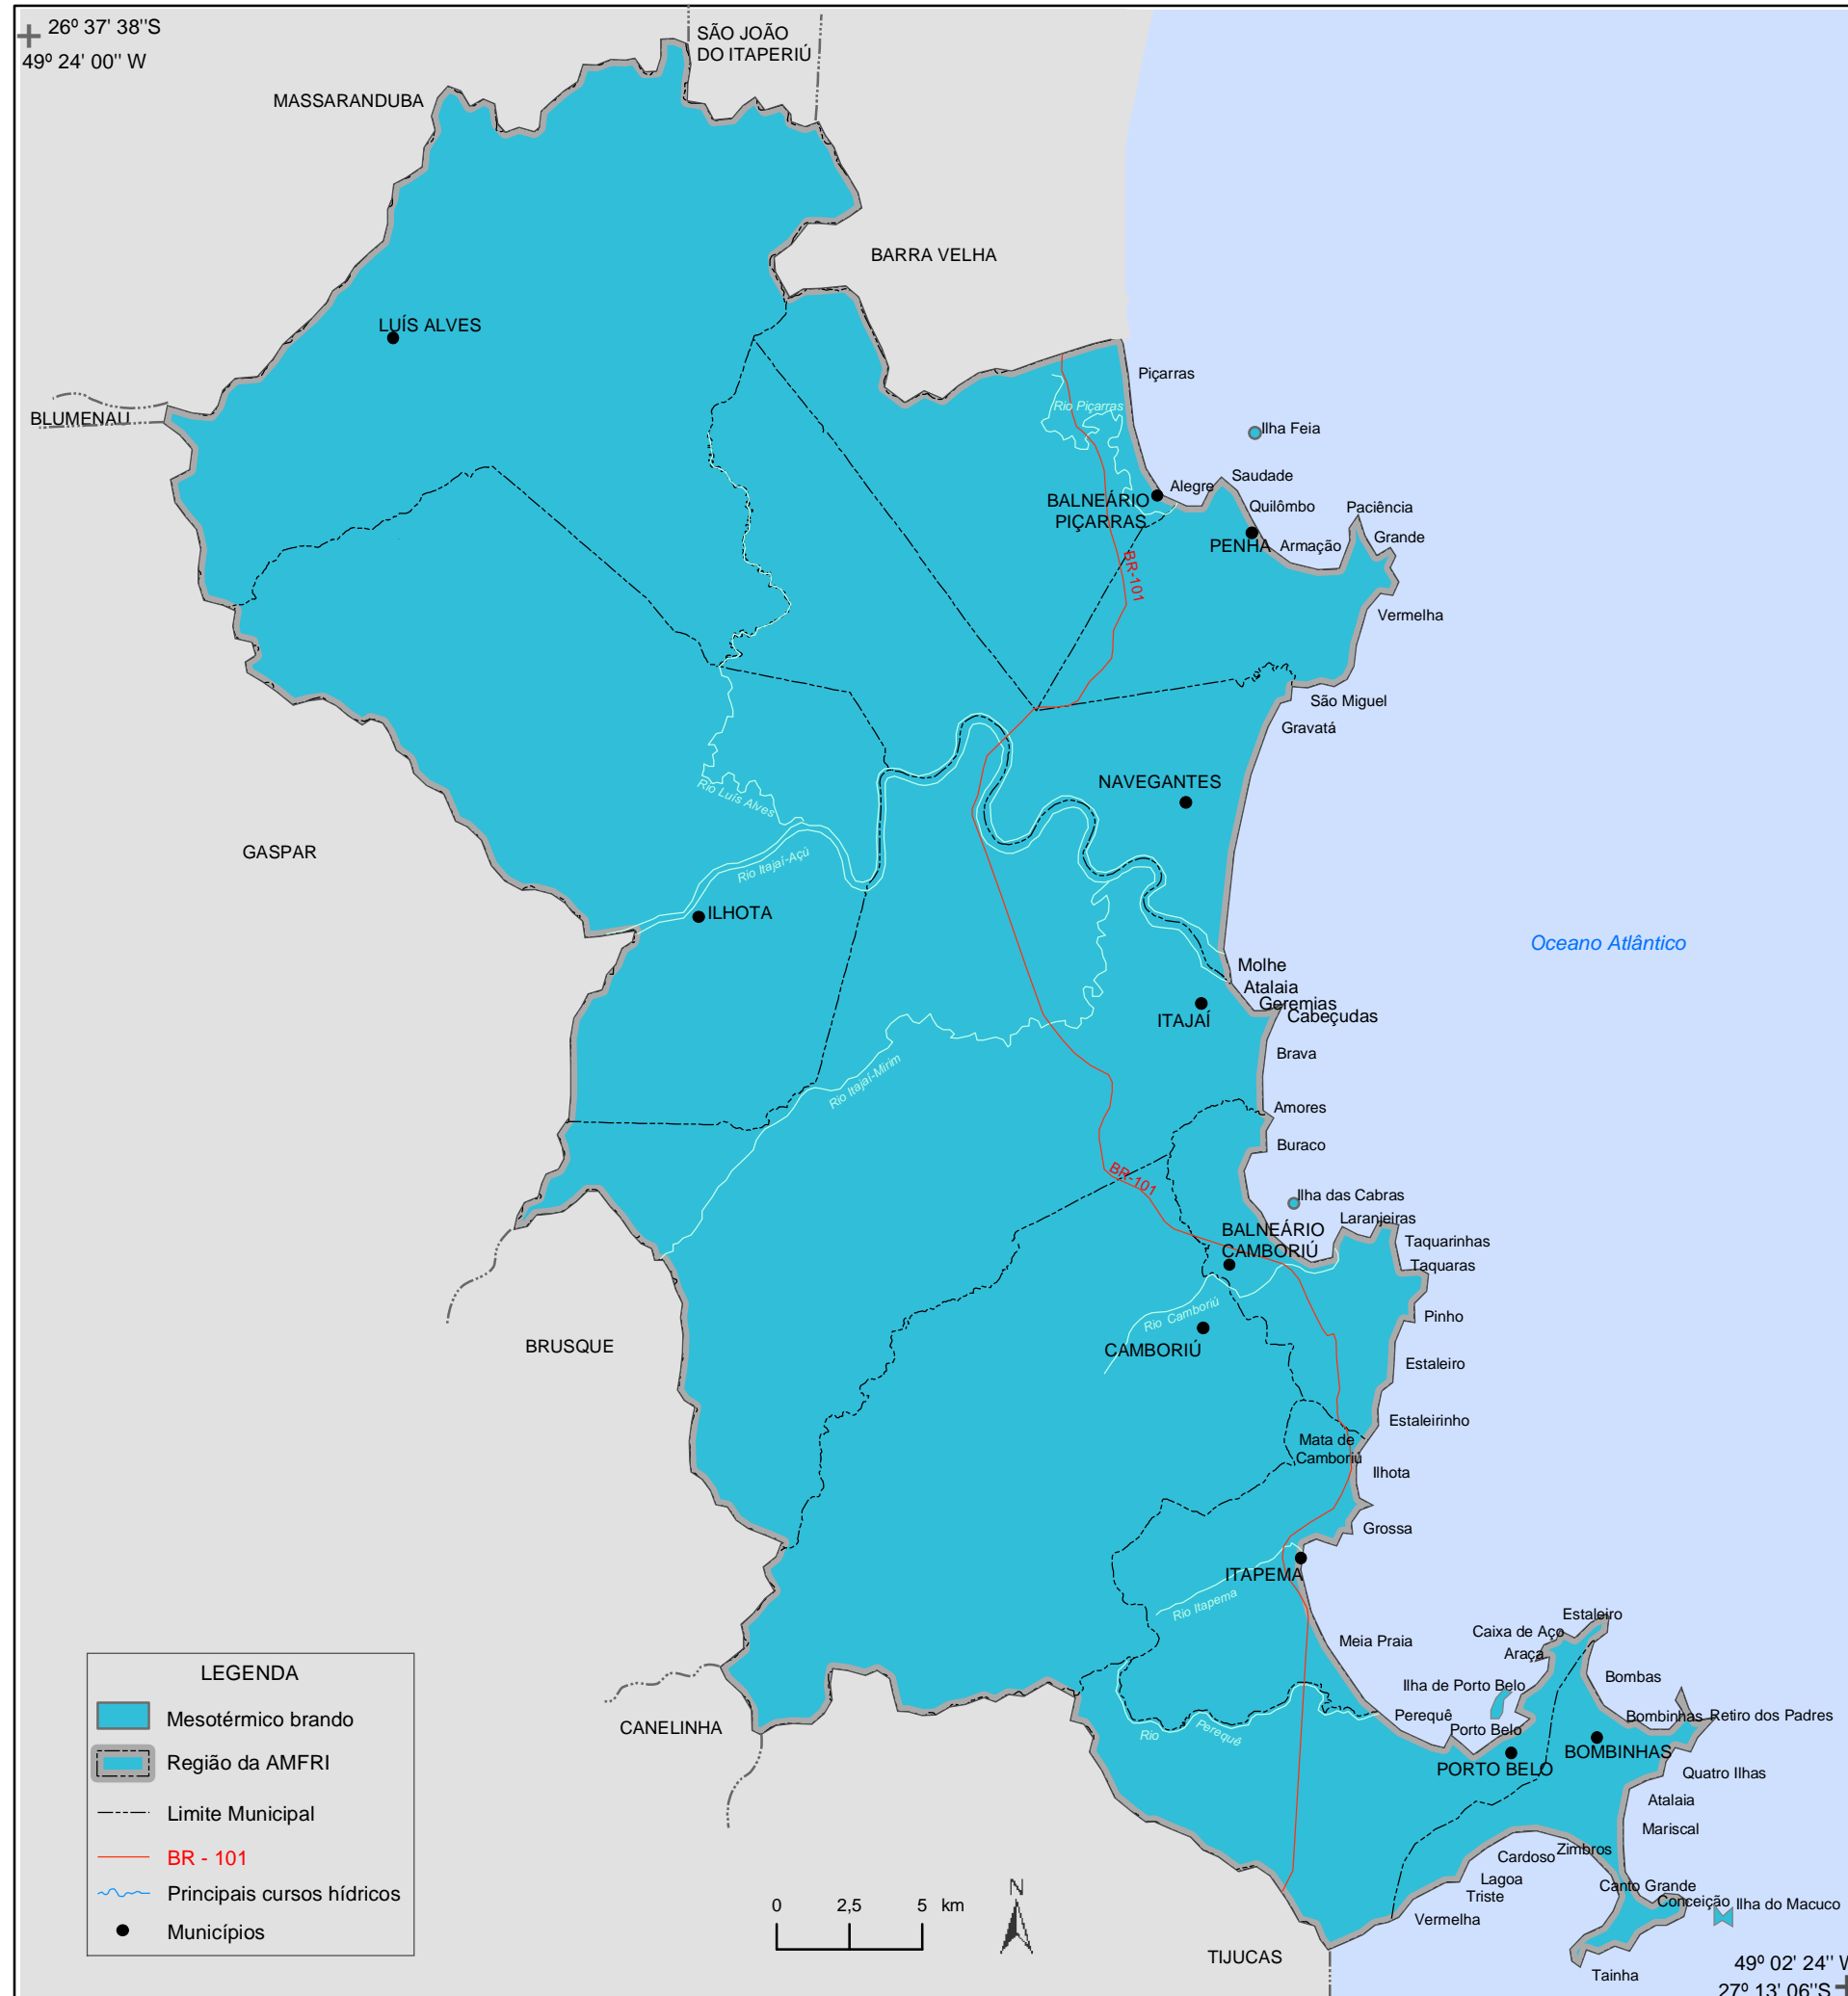 26º 37' 38''S
49º 24' 00'' W
SÃO JOÃO
DO ITAPERIÚ
MASSARANDUBA
BARRA VELHA
LUÍS ALVES
Piçarras
BLUMENAU
Rio Piçarras
Ilha Feia
Saudade
Alegre
BALNEÁRIO
PIÇARRAS
Quilômbo
Paciência
PENHA
Armação
Grande
BR-101
Vermelha
São Miguel
Gravatá
NAVEGANTES
Rio Luís Alves
GASPAR
Rio Itajaí-Açú
ILHOTA
Oceano Atlântico
Molhe
Atalaia
Geremias
Cabeçudas
ITAJAÍ
Brava
Rio Itajaí-Mirim
Amores
Buraco
BR-101
Ilha das Cabras
Laranjeiras
BALNEÁRIO
CAMBORIÚ
Taquarinhas
Taquaras
Rio Camboriú
Pinho
BRUSQUE
CAMBORIÚ
Estaleiro
Estaleirinho
Mata de
Camboriú
Ilhota
Grossa
ITAPEMA
Rio Itapema
Estaleiro
Caixa de Aço
Meia Praia
Araça
Bombas
Ilha de Porto Belo
Perequê
Bombinhas
Retiro dos Padres
CANELINHA
Rio
Perequê
Porto Belo
BOMBINHAS
PORTO BELO
Quatro Ilhas
Atalaia
Mariscal
Zimbros
Cardoso
Lagoa
Triste
Canto Grande
Conceição
Ilha do Macuco
Vermelha
TIJUCAS
Tainha
LEGENDA
Mesotérmico brando
Região da AMFRI
Limite Municipal
BR - 101
Principais cursos hídricos
Municípios
0 2,5 5 km
N
49º 02' 24'' W
27º 13' 06''S